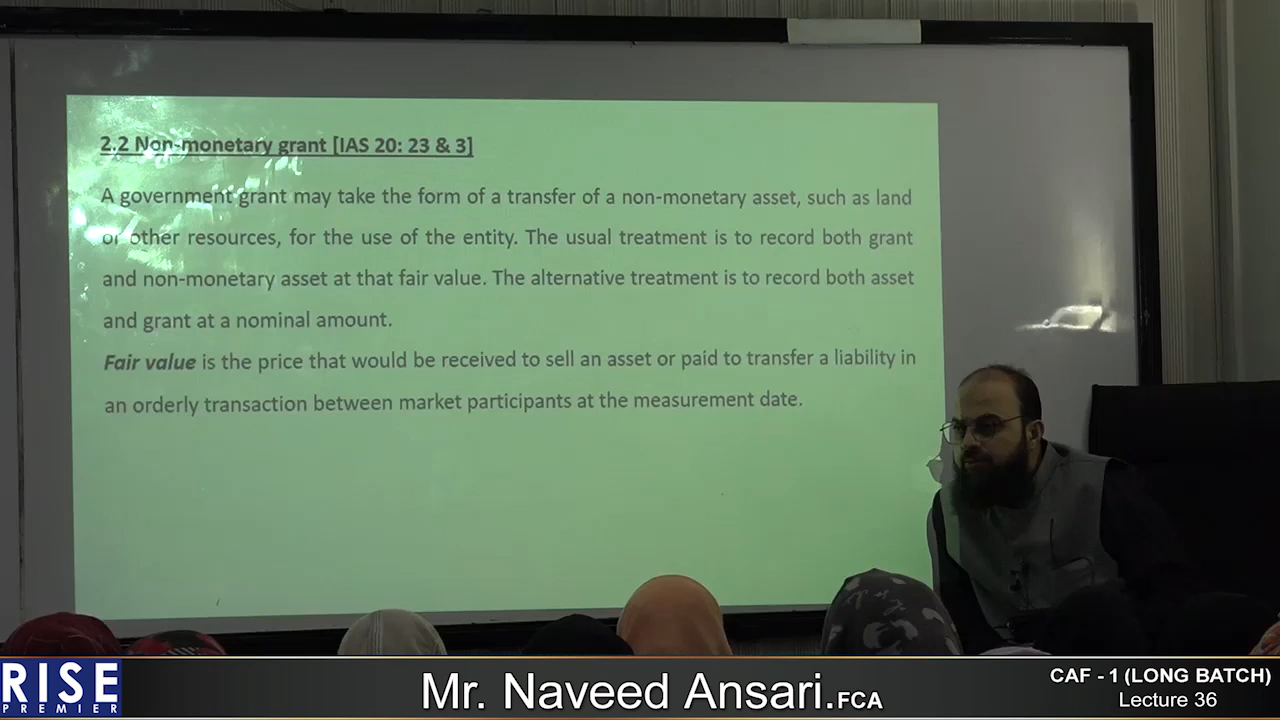 2.2 Non-monetary grant [IAS 20: 23 & 3]
A government grant may take the form of a transfer of a non-monetary asset, such as land
or other resources, for the use of the entity. The usual treatment is to record both grant
and non-monetary asset at that fair value. The alternative treatment is to record both asset
and grant at a nominal amount.
Fair value is the price that would be received to sell an asset or paid to transfer a liability in
an orderly transaction between market participants at the measurement date.
RISE
PREMIER
Mr. Naveed Ansari.FCA
CAF - 1 (LONG BATCH)
Lecture 36